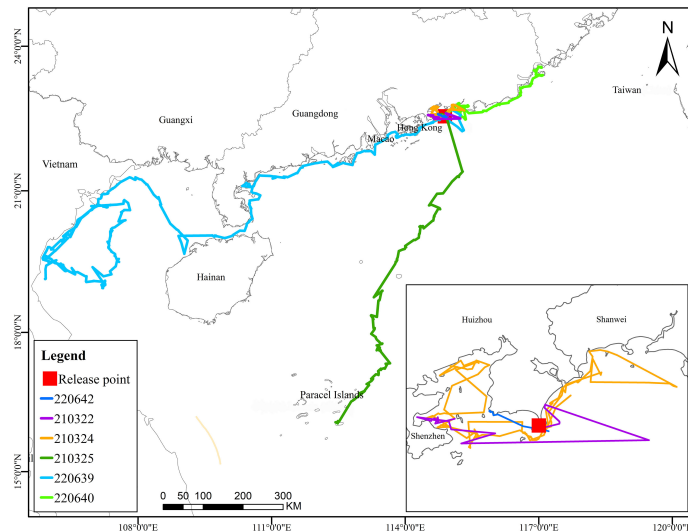 24°0'0"N
N
Taiwan
Guangdong
Guangxi
Hong Kong
Macao
Vietnam
21°0'0"N
Hainan
18°0'0"N
Huizhou
Shanwei
Legend
Release point
220642
210322
210324
210325
220639
220640
Paracel Islands
Shenzhen
15°0'0"N
0 50 100 200 300
KM
108°0'0"E
111°0'0"E
114°0'0"E
117°0'0"E
120°0'0"E